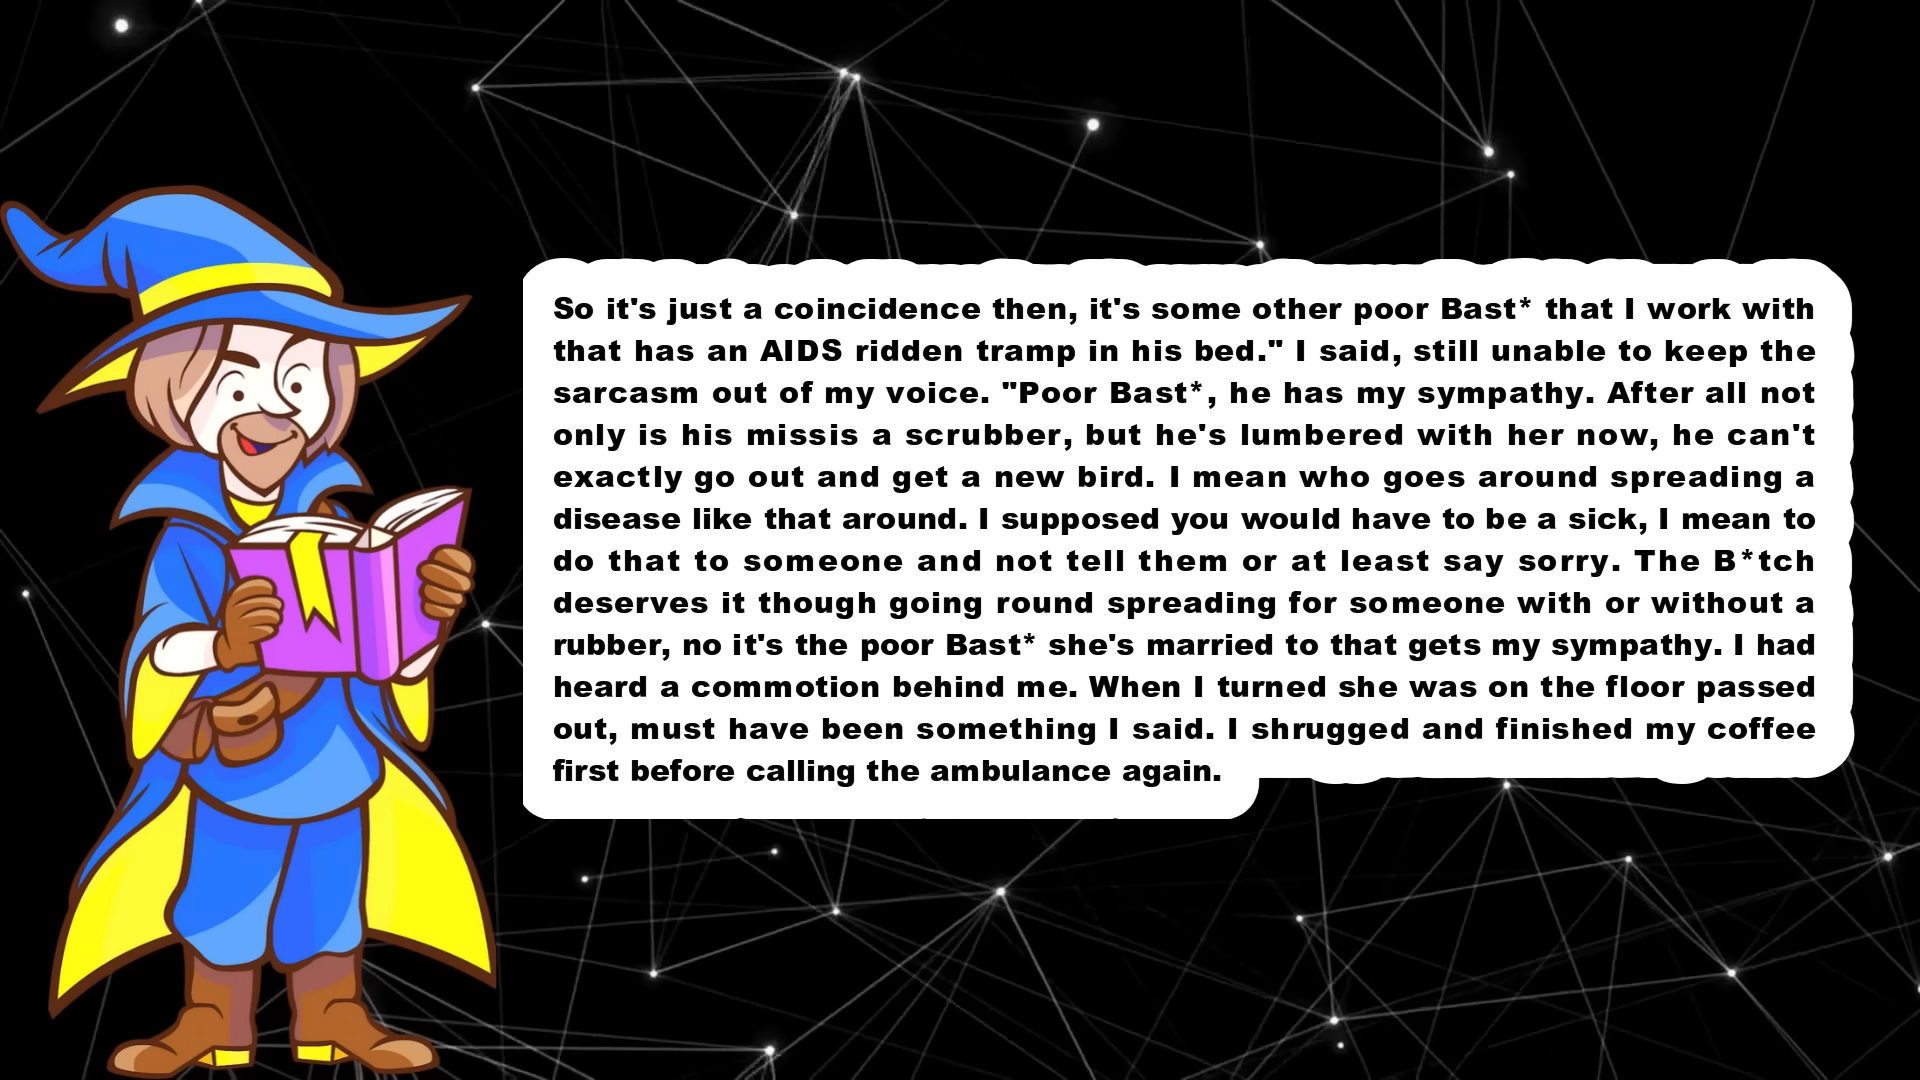 So it's just a coincidence then, it's some other poor Bast* that I work with
that has an AIDS ridden tramp in his bed." I said, still unable to keep the
sarcasm out of my voice. "Poor Bast*, he has my sympathy. After all not
only is his missis a scrubber, but he's lumbered with her now, he can't
exactly go out and get a new bird. I mean who goes around spreading a
disease like that around. I supposed you would have to be a sick, I mean to
do that to someone and not tell them or at least say sorry. The B*tch
deserves it though going round spreading for someone with or without a
rubber, no it's the poor Bast* she's married to that gets my sympathy. I had
heard a commotion behind me. When I turned she was on the floor passed
out, must have been something I said. I shrugged and finished my coffee
first before calling the ambulance again.